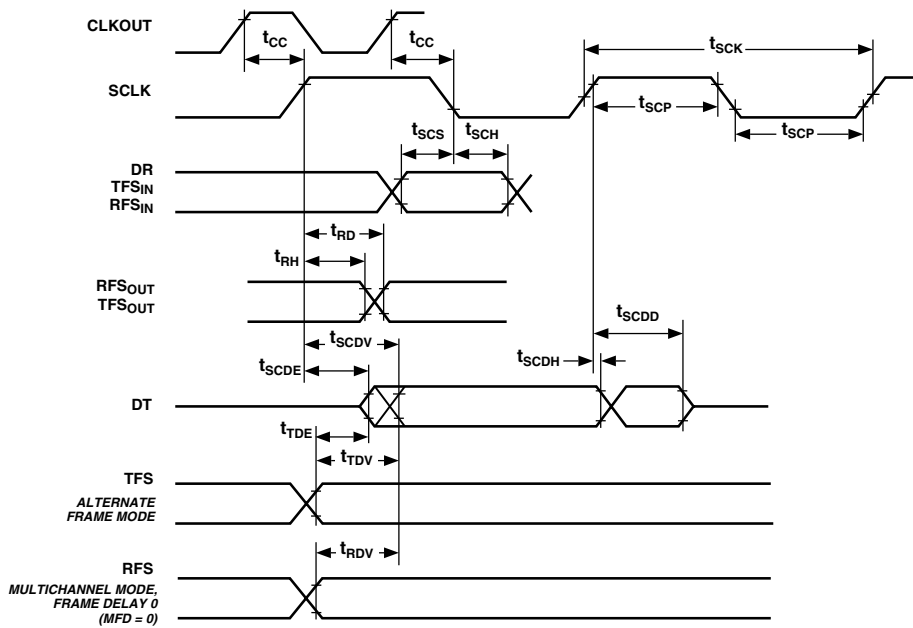 CLKOUT
tCC
tCC
tSCK
SCLK
tSCP
tSCP
tSCS
tSCH
DR
TFSIN
RFSIN
tRD
tRH
RFSOUT
TFSOUT
tSCDD
tSCDV
tSCDH
tSCDE
DT
tTDE
tTDV
TFS
ALTERNATE
FRAME MODE
tRDV
RFS
MULTICHANNEL MODE,
FRAME DELAY 0
(MFD = 0)